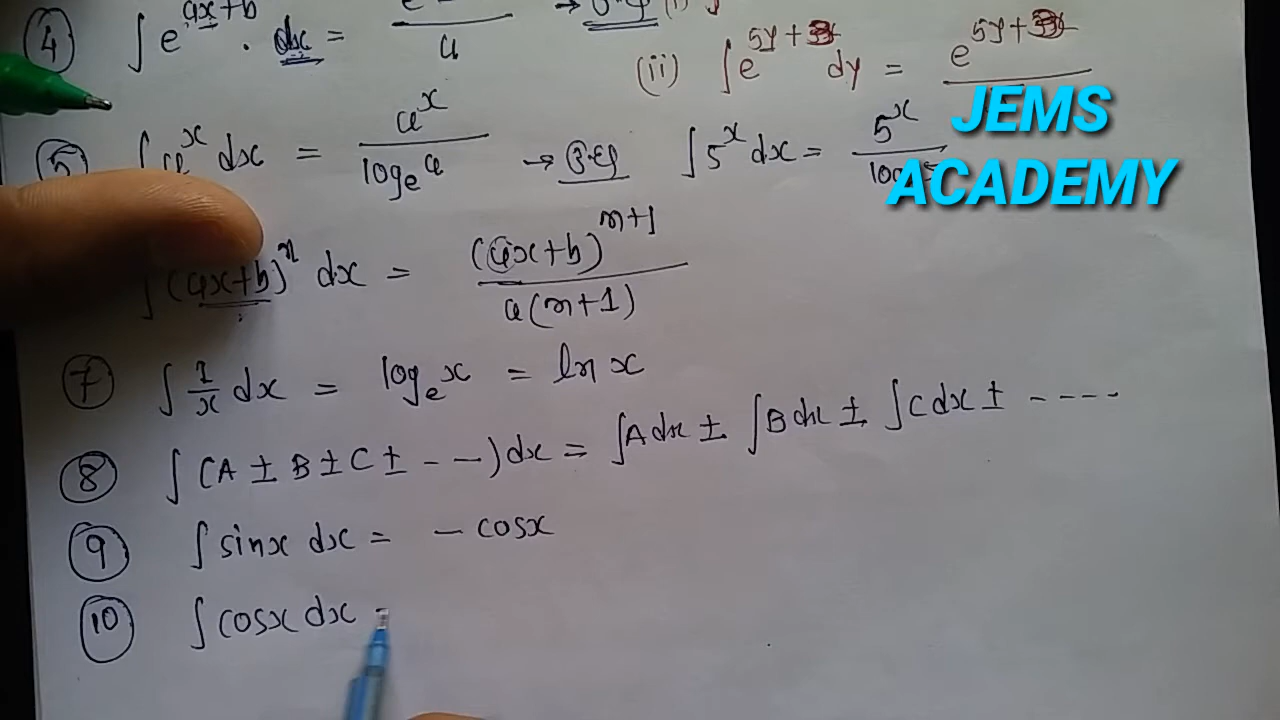 ④ ∫e^(ax+b) . dx = e / a → e.g (i) ∫
(ii) ∫e^(5y+3) dy = e^(5y+3)
⑤ ∫a^x dx = a^x / log_e a → e.g ∫5^x dx = 5^x / log
JEMS
ACADEMY
∫(ax+b)^n dx = (ax+b)^(n+1) / a(n+1)
⑦ ∫ 1/x dx = log_e x = ln x
⑧ ∫(A ± B ± C ± - - -) dx = ∫A dx ± ∫B dx ± ∫C dx ± - - - -
⑨ ∫sinx dx = - cosx
⑩ ∫cosx dx =